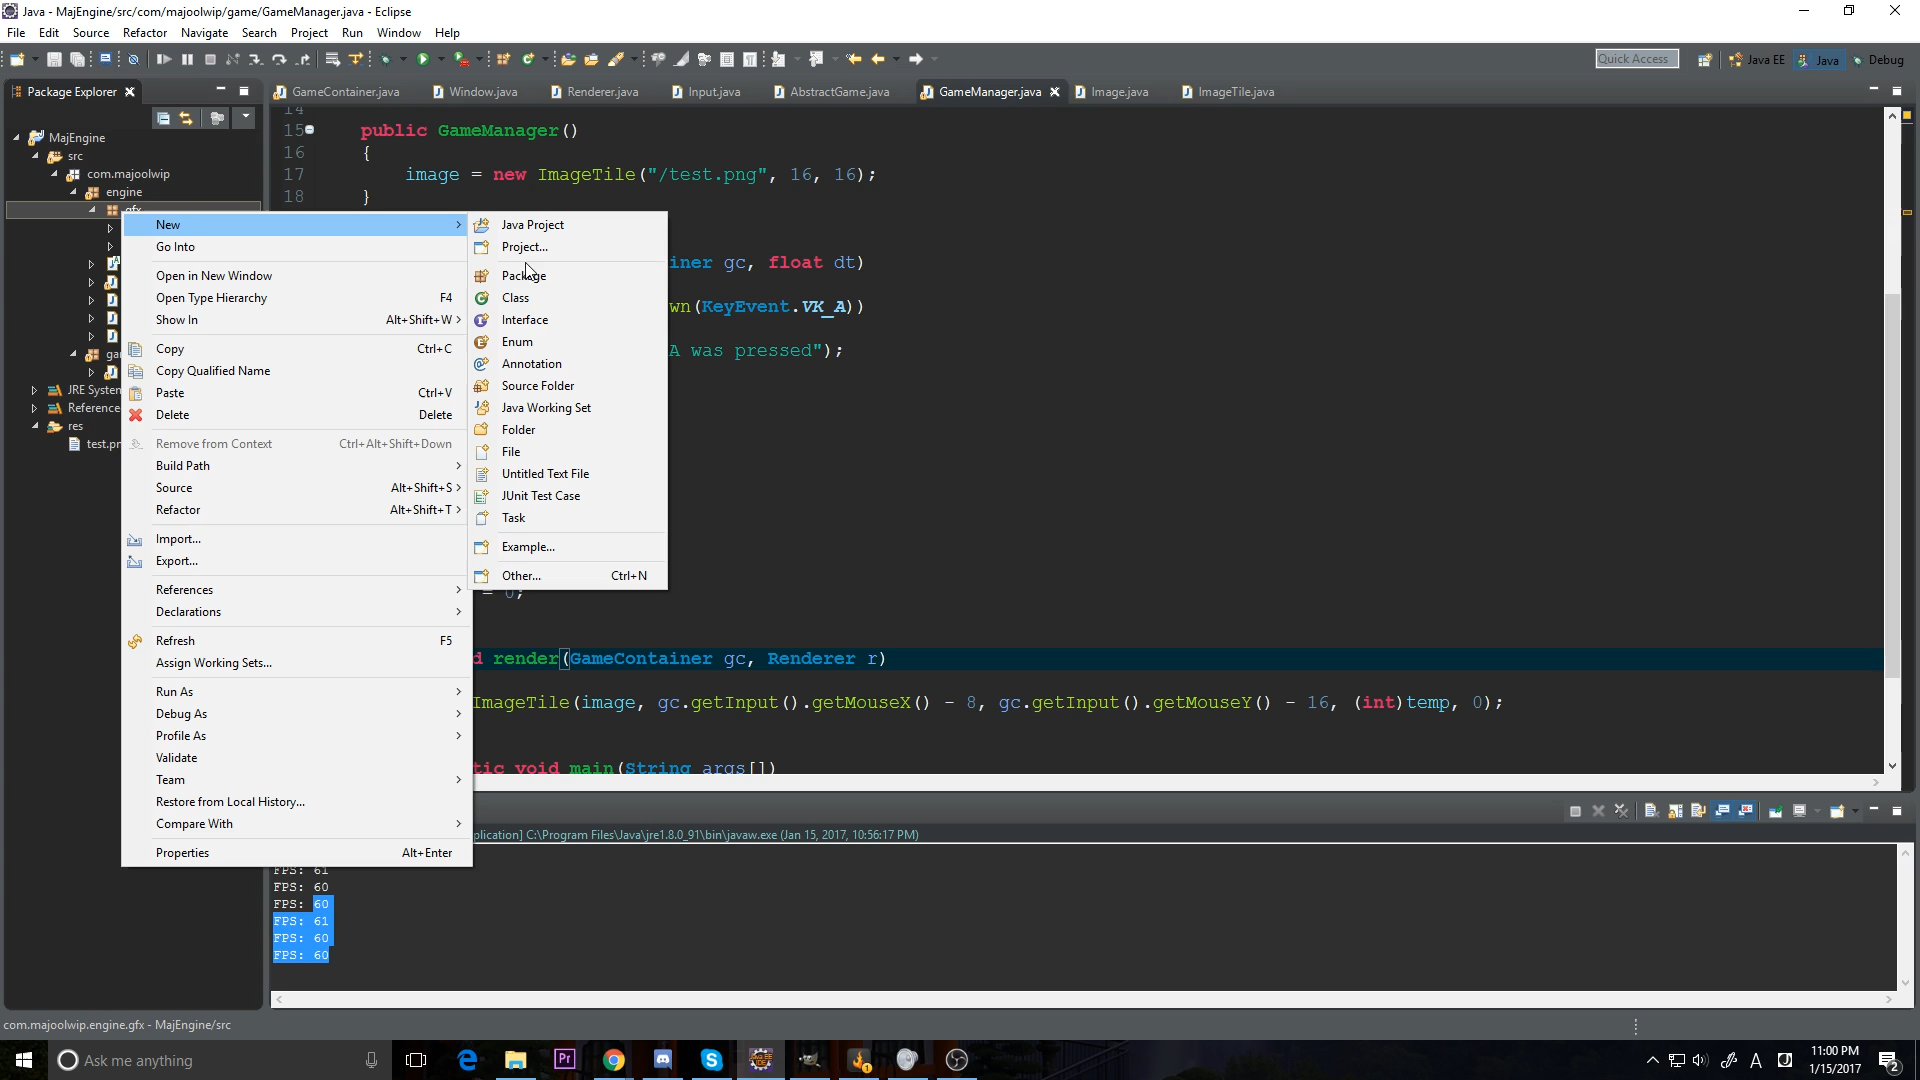 Java - MajEngine/src/com/majoolwip/game/GameManager.java - Eclipse
File Edit Source Refactor Navigate Search Project Run Window Help
Quick Access Java EE Java Debug
Package Explorer
GameContainer.java Window.java Renderer.java Input.java AbstractGame.java GameManager.java Image.java ImageTile.java
MajEngine
src
com.majoolwip
engine
gfx
JRE System
Reference
res
14
15 public GameManager()
16 {
17 image = new ImageTile("/test.png", 16, 16);
18 }
iner gc, float dt)
wn(KeyEvent.VK_A))
A was pressed");
= 0;
d render(GameContainer gc, Renderer r)
ImageTile(image, gc.getInput().getMouseX() - 8, gc.getInput().getMouseY() - 16, (int)temp, 0);
tic void main(String args[])
New
Go Into
Open in New Window
Open Type Hierarchy F4
Show In Alt+Shift+W
Copy Ctrl+C
Copy Qualified Name
Paste Ctrl+V
Delete Delete
Remove from Context Ctrl+Alt+Shift+Down
Build Path
Source Alt+Shift+S
Refactor Alt+Shift+T
Import...
Export...
References
Declarations
Refresh F5
Assign Working Sets...
Run As
Debug As
Profile As
Validate
Team
Restore from Local History...
Compare With
Properties Alt+Enter
Java Project
Project...
Package
Class
Interface
Enum
Annotation
Source Folder
Java Working Set
Folder
File
Untitled Text File
JUnit Test Case
Task
Example...
Other... Ctrl+N
plication] C:\Program Files\Java\jre1.8.0_91\bin\javaw.exe (Jan 15, 2017, 10:56:17 PM)
FPS: 61
FPS: 60
FPS: 60
FPS: 61
FPS: 60
FPS: 60
com.majoolwip.engine.gfx - MajEngine/src
Ask me anything
11:00 PM
1/15/2017